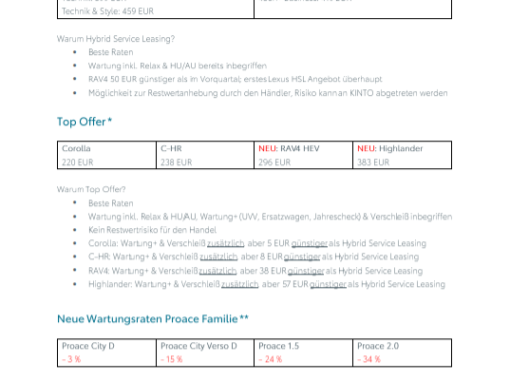 Technik & Style: 459 EUR
Warum Hybrid Service Leasing?
• Beste Raten
• Wartung inkl. Relax & HU/AU bereits inbegriffen
• RAV4 50 EUR günstiger als im Vorquartal; erstes Lexus HSL Angebot überhaupt
• Möglichkeit zur Restwertanhebung durch den Händler, Risiko kann an KINTO abgetreten werden
Top Offer*
Corolla C-HR NEU: RAV4 HEV NEU: Highlander
220 EUR 238 EUR 296 EUR 383 EUR
Warum Top Offer?
• Beste Raten
• Wartung inkl. Relax & HU/AU, Wartung+ (UVV, Ersatzwagen, Jahrescheck) & Verschleiß inbegriffen
• Kein Restwertrisiko für den Handel
• Corolla: Wartung+ & Verschleiß zusätzlich, aber 5 EUR günstiger als Hybrid Service Leasing
• C-HR: Wartung+ & Verschleiß zusätzlich, aber 8 EUR günstiger als Hybrid Service Leasing
• RAV4: Wartung+ & Verschleiß zusätzlich, aber 38 EUR günstiger als Hybrid Service Leasing
• Highlander: Wartung+ & Verschleiß zusätzlich, aber 57 EUR günstiger als Hybrid Service Leasing
Neue Wartungsraten Proace Familie**
Proace City D Proace City Verso D Proace 1.5 Proace 2.0
- 3 % - 15 % - 24 % - 34 %